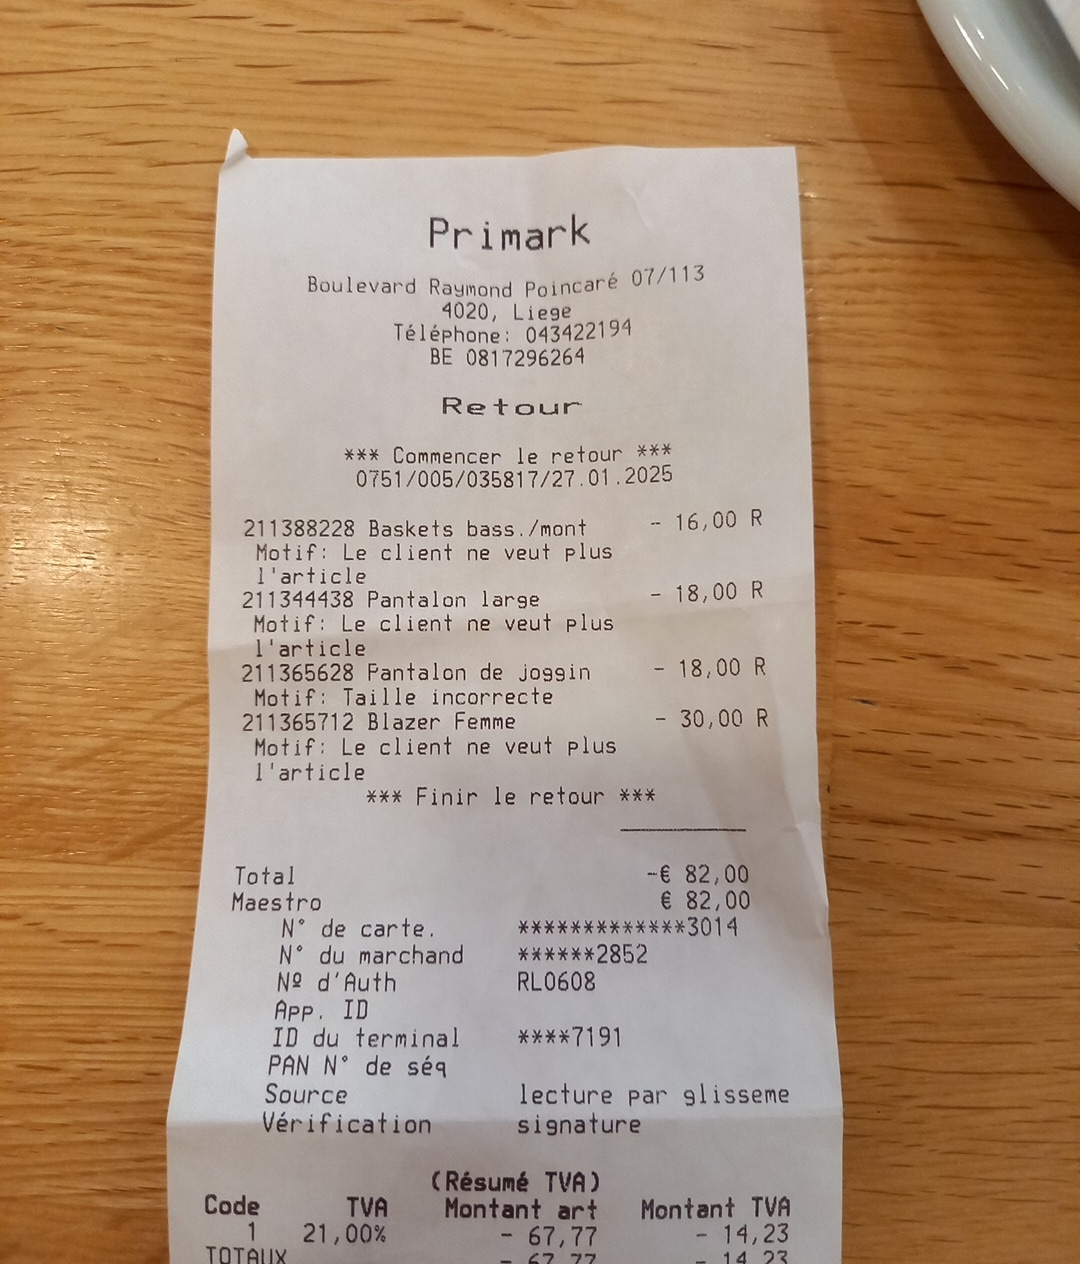 Primark
Boulevard Raymond Poincaré 07/113
4020, Liege
Téléphone: 043422194
BE 0817296264
Retour
*** Commencer le retour ***
0751/005/035817/27.01.2025
211388228 Baskets bass./mont - 16,00 R
Motif: Le client ne veut plus
l'article
211344438 Pantalon large - 18,00 R
Motif: Le client ne veut plus
l'article
211365628 Pantalon de joggin - 18,00 R
Motif: Taille incorrecte
211365712 Blazer Femme - 30,00 R
Motif: Le client ne veut plus
l'article
*** Finir le retour ***
Total -€ 82,00
Maestro € 82,00
N° de carte. *************3014
N° du marchand ******2852
Nº d'Auth RL0608
App. ID
ID du terminal ****7191
PAN N° de séq
Source lecture par glisseme
Vérification signature
(Résumé TVA)
Code TVA Montant art Montant TVA
1 21,00% - 67,77 - 14,23
TOTAUX - 67,77 - 14,23